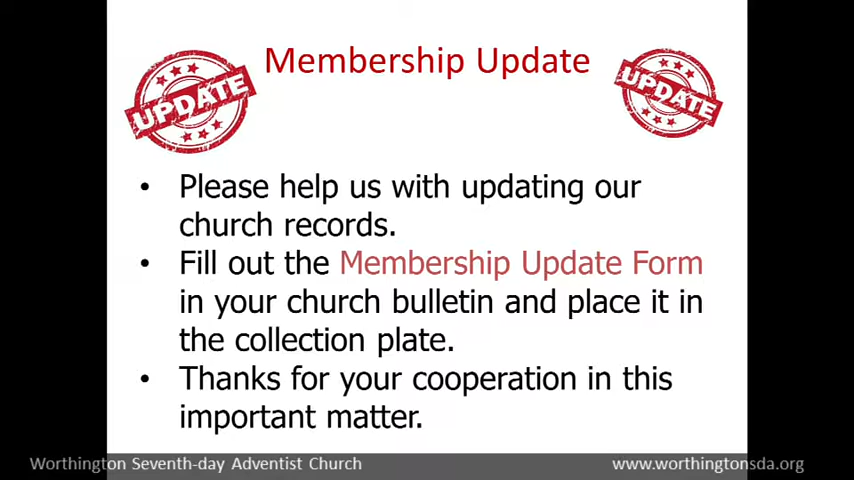 Membership Update
UPDATE
UPDATE
• Please help us with updating our
church records.
• Fill out the Membership Update Form
in your church bulletin and place it in
the collection plate.
• Thanks for your cooperation in this
important matter.
Worthington Seventh-day Adventist Church
www.worthingtonsda.org